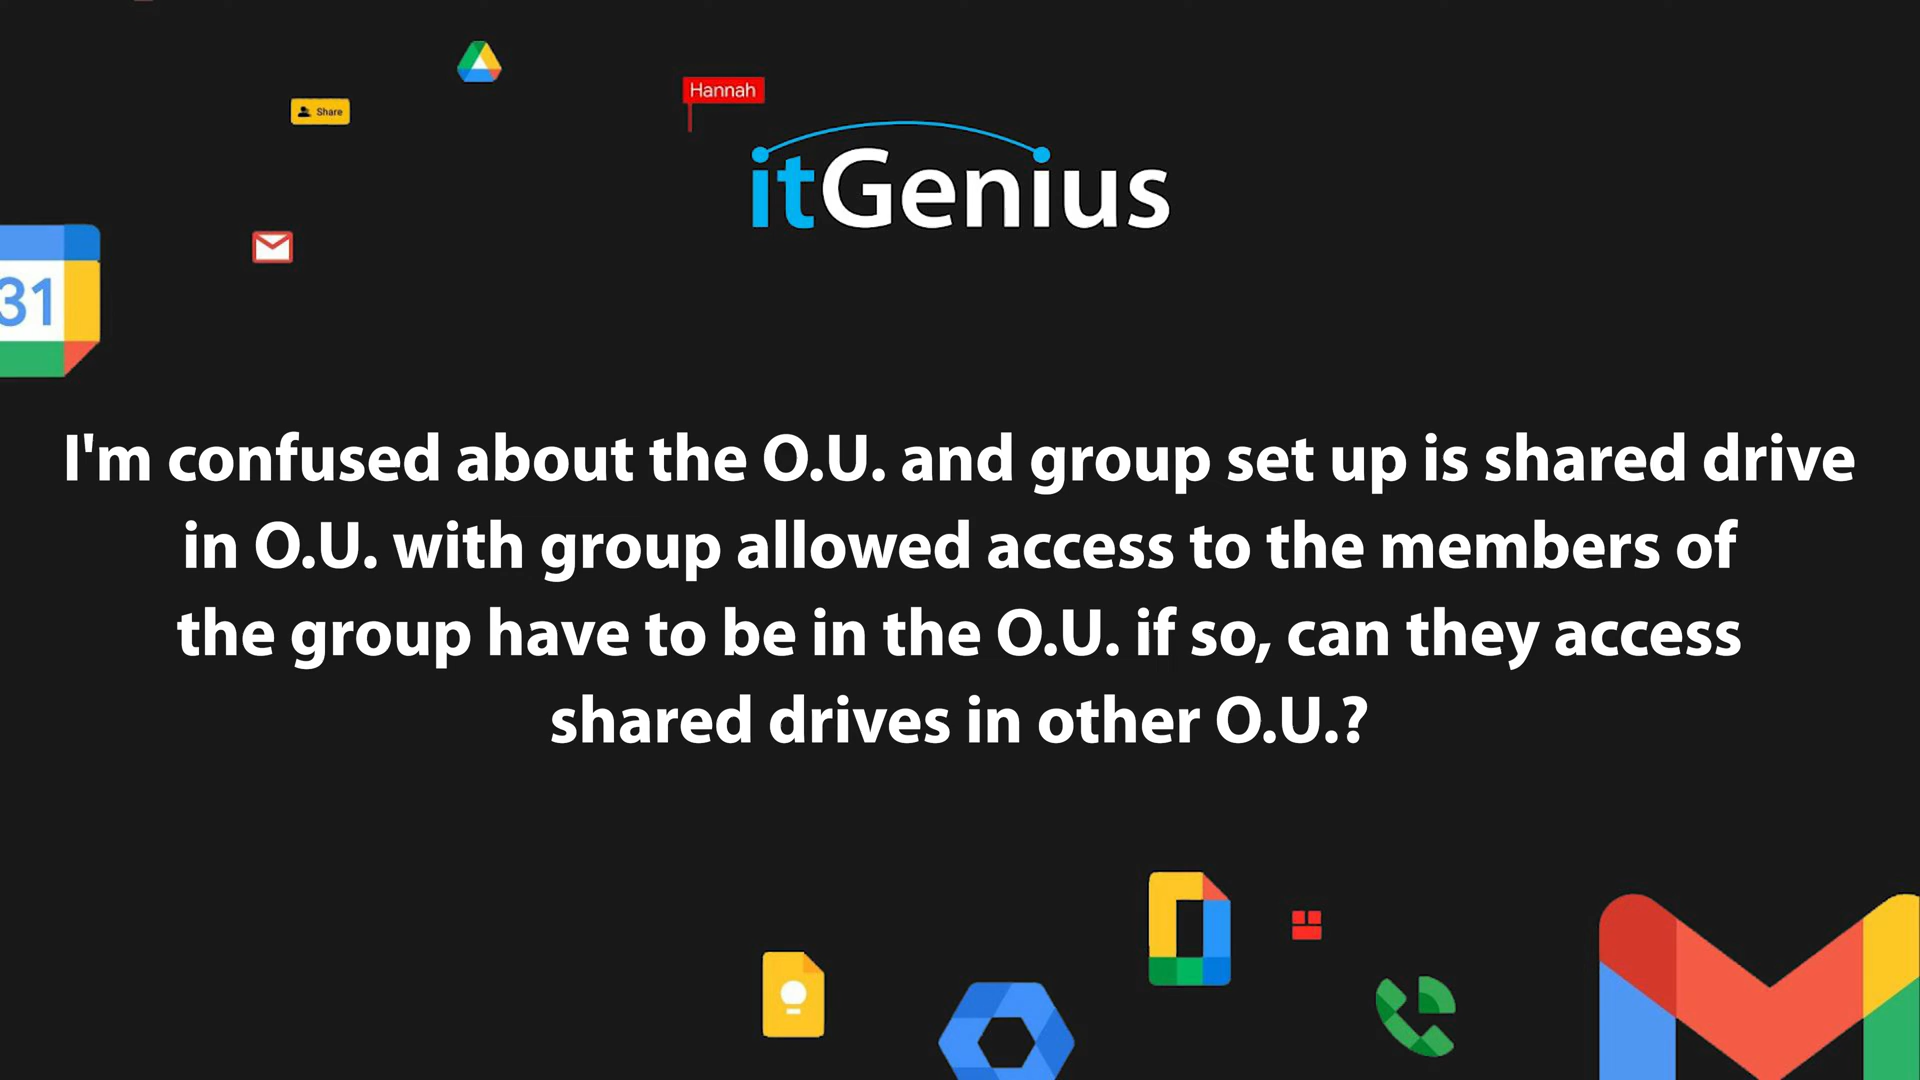 Hannah
Share
itGenius
31
I'm confused about the O.U. and group set up is shared drive
in O.U. with group allowed access to the members of
the group have to be in the O.U. if so, can they access
shared drives in other O.U.?